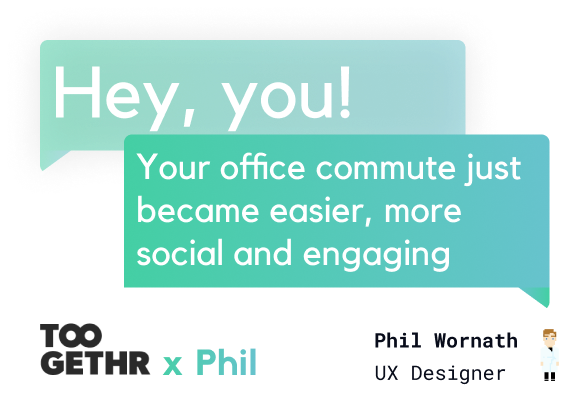 Hey, you!
Your office commute just
became easier, more
social and engaging
TOO
GETHR x Phil
Phil Wornath
UX Designer